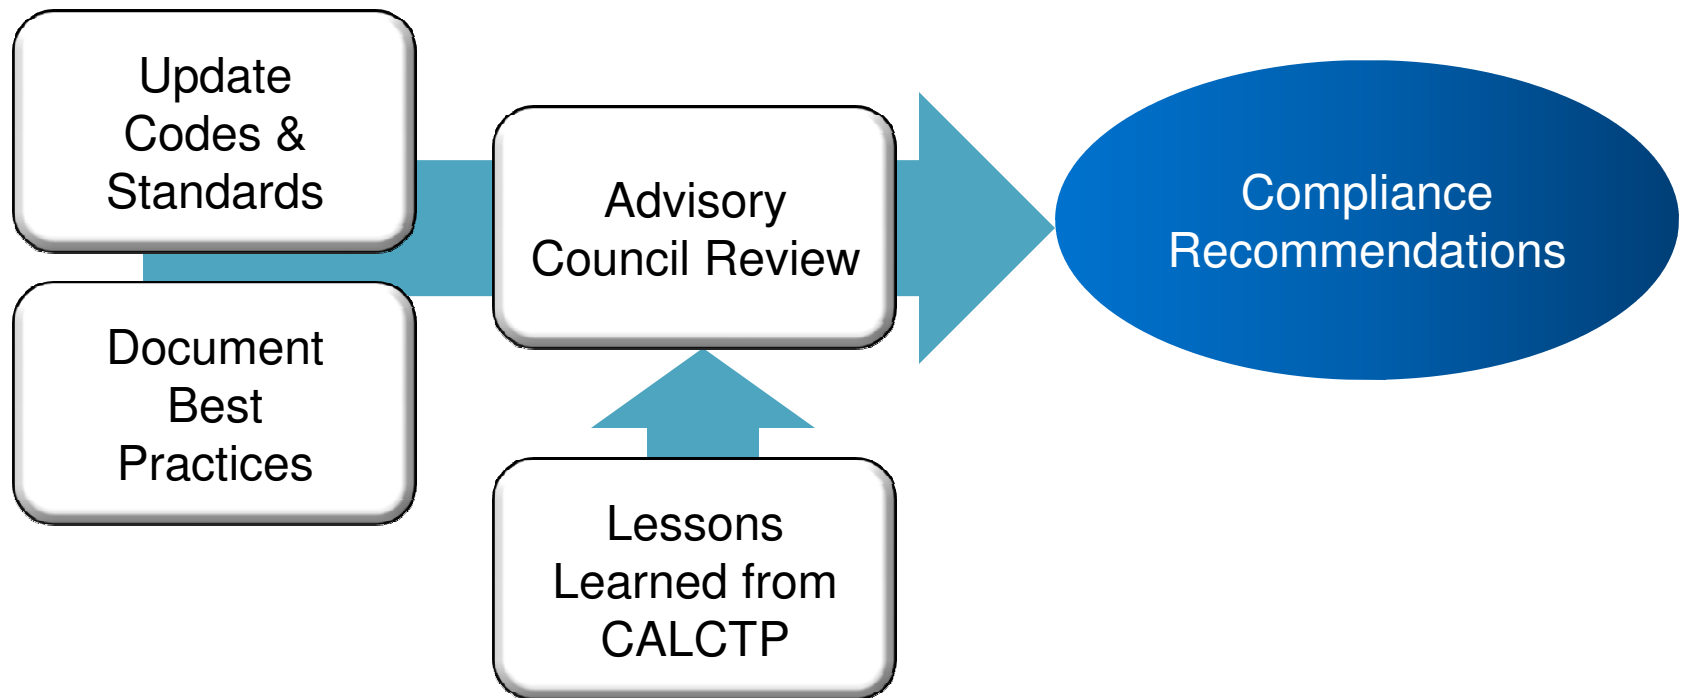 Update
Codes &
Standards
Document
Best
Practices
Advisory
Council Review
Lessons
Learned from
CALCTP
Compliance
Recommendations